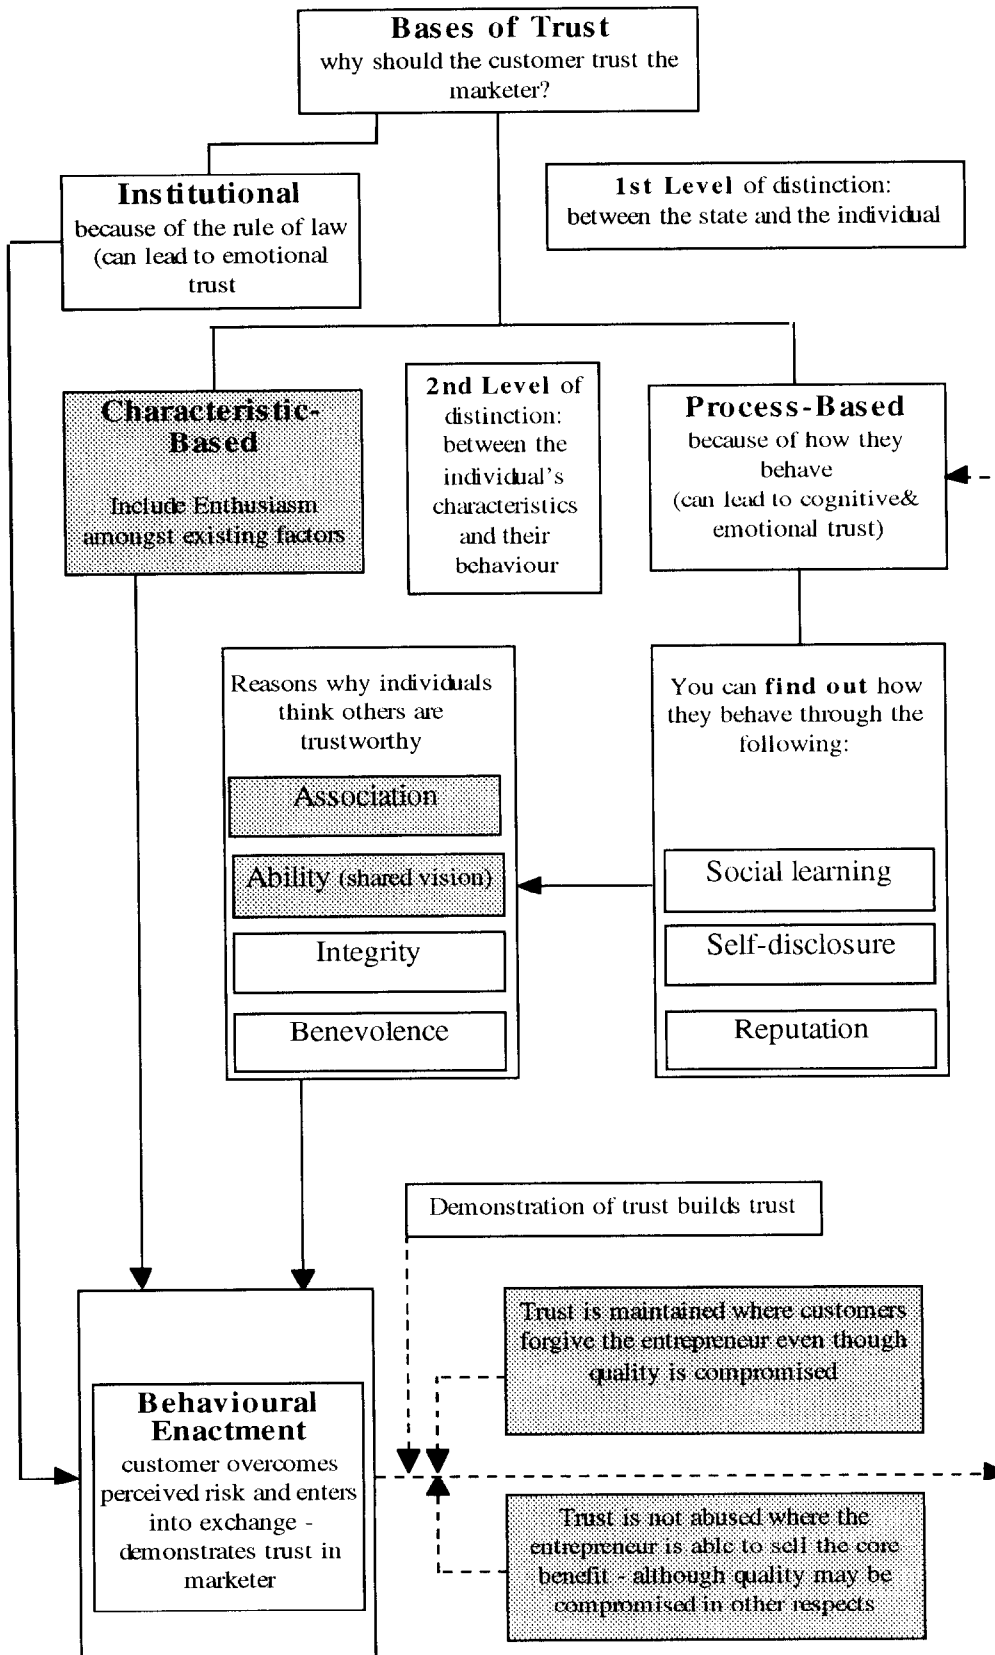 Bases of Trust
why should the customer trust the
marketer?
Institutional
because of the rule of law
(can lead to emotional
trust
1st Level of distinction:
between the state and the individual
Characteristic-
Based
Include Enthusiasm
amongst existing factors
2nd Level of
distinction:
between the
individual's
characteristics
and their
behaviour
Process-Based
because of how they
behave
(can lead to cognitive&
emotional trust)
Reasons why individuals
think others are
trustworthy
Association
Ability (shared vision)
Integrity
Benevolence
You can find out how
they behave through the
following:
Social learning
Self-disclosure
Reputation
Demonstration of trust builds trust
Trust is maintained where customers
forgive the entrepreneur even though
quality is compromised
Behavioural
Enactment
customer overcomes
perceived risk and enters
into exchange -
demonstrates trust in
marketer
Trust is not abused where the
entrepreneur is able to sell the core
benefit - although quality may be
compromised in other respects